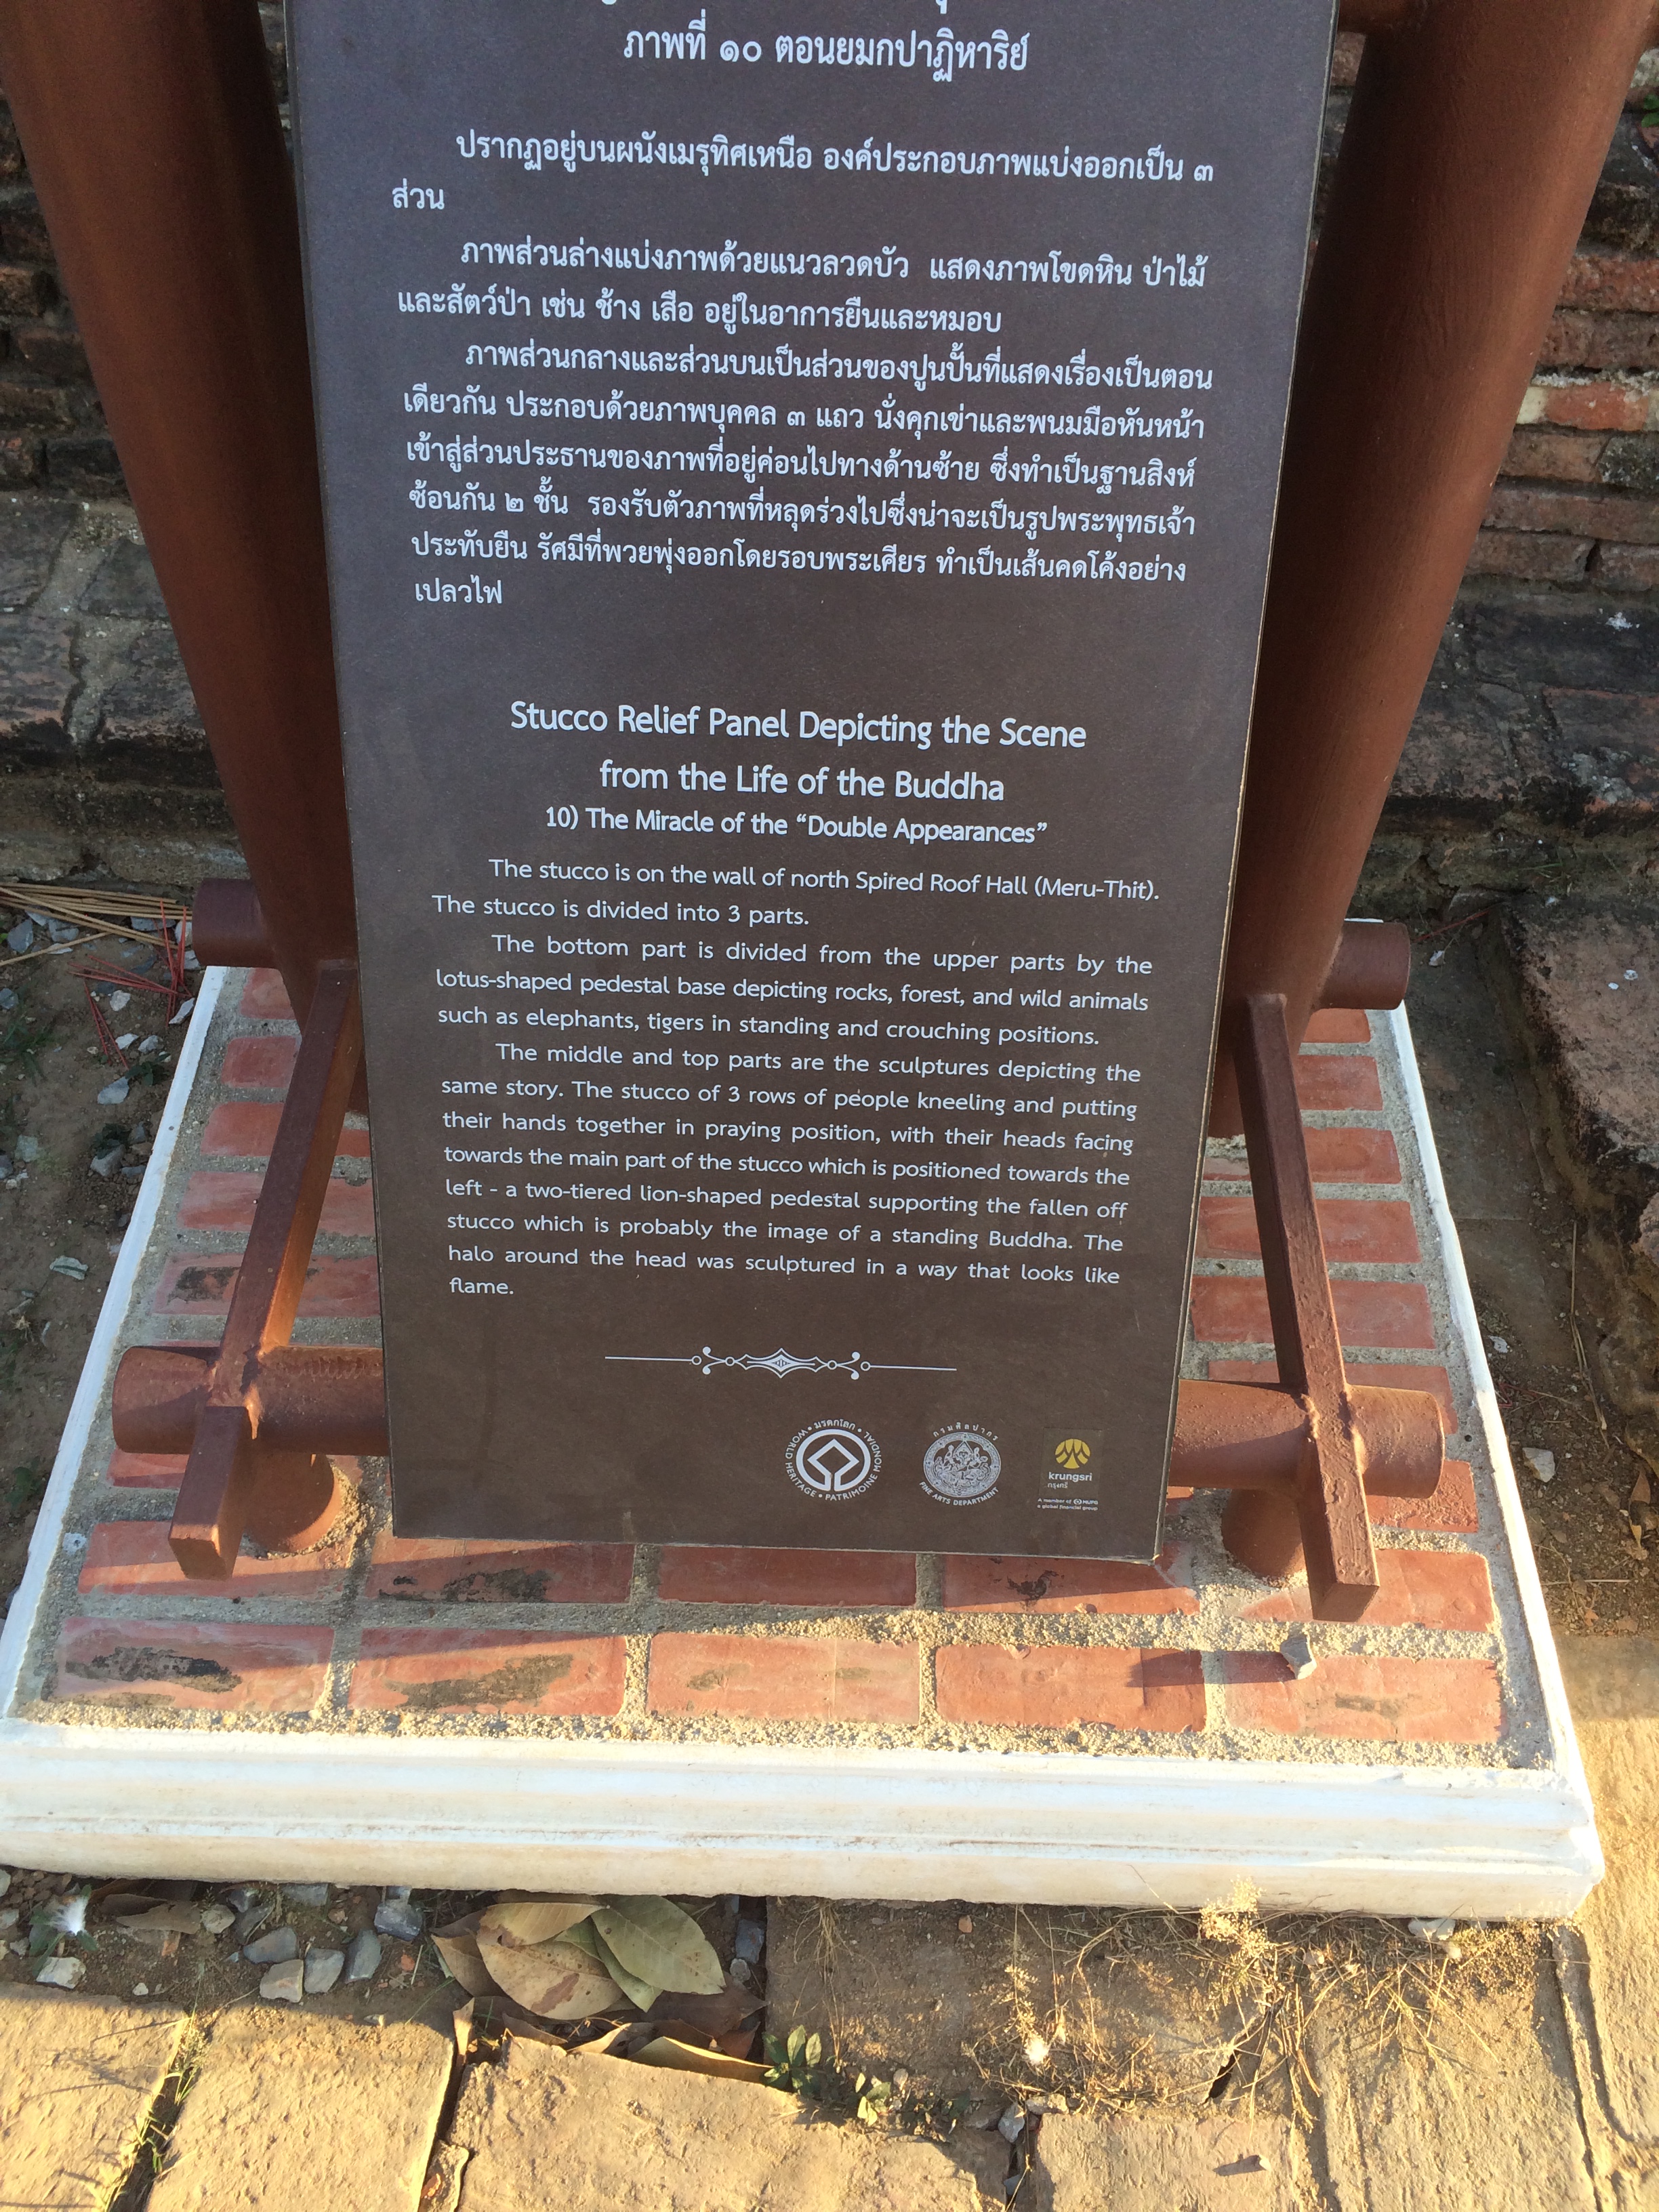 ภาพที่ ๑๐ ตอนยมกปาฏิหาริย์
ปรากฏอยู่บนผนังเมรุทิศเหนือ องค์ประกอบภาพแบ่งออกเป็น ๓
ส่วน
ภาพส่วนล่างแบ่งภาพด้วยแนวลวดบัว แสดงภาพโขดหิน ป่าไม้
และสัตว์ป่า เช่น ช้าง เสือ อยู่ในอาการยืนและหมอบ
ภาพส่วนกลางและส่วนบนเป็นส่วนของปูนปั้นที่แสดงเรื่องเป็นตอน
เดียวกัน ประกอบด้วยภาพบุคคล ๓ แถว นั่งคุกเข่าและพนมมือหันหน้า
เข้าสู่ส่วนประธานของภาพที่อยู่ค่อนไปทางด้านซ้าย ซึ่งทำเป็นฐานสิงห์
ซ้อนกัน ๒ ชั้น รองรับตัวภาพที่หลุดร่วงไปซึ่งน่าจะเป็นรูปพระพุทธเจ้า
ประทับยืน รัศมีที่พวยพุ่งออกโดยรอบพระเศียร ทำเป็นเส้นคดโค้งอย่าง
เปลวไฟ
Stucco Relief Panel Depicting the Scene
from the Life of the Buddha
10) The Miracle of the “Double Appearances”
The stucco is on the wall of north Spired Roof Hall (Meru-Thit).
The stucco is divided into 3 parts.
The bottom part is divided from the upper parts by the
lotus-shaped pedestal base depicting rocks, forest, and wild animals
such as elephants, tigers in standing and crouching positions.
The middle and top parts are the sculptures depicting the
same story. The stucco of 3 rows of people kneeling and putting
their hands together in praying position, with their heads facing
towards the main part of the stucco which is positioned towards the
left - a two-tiered lion-shaped pedestal supporting the fallen off
stucco which is probably the image of a standing Buddha. The
halo around the head was sculptured in a way that looks like
flame.
มรดกโลก • WORLD HERITAGE • PATRIMOINE MONDIAL
กรมศิลปากร
FINE ARTS DEPARTMENT
krungsri
กรุงศรี
A member of MUFG
a global financial group